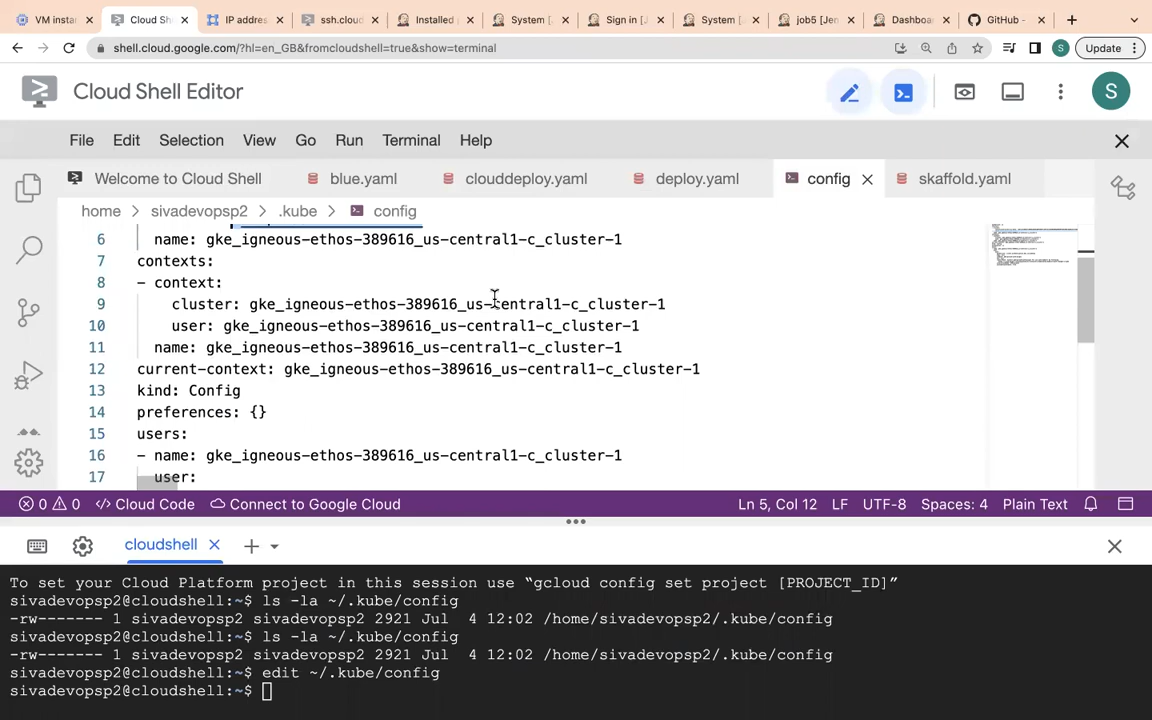 VM instan
Cloud She
IP addres
ssh.cloud
Installed p
System [J
Sign in [J
System [J
job5 [Jen
Dashboar
GitHub -
shell.cloud.google.com/?hl=en_GB&fromcloudshell=true&show=terminal
S
Update
Cloud Shell Editor
S
File Edit Selection View Go Run Terminal Help
Welcome to Cloud Shell
blue.yaml
clouddeploy.yaml
deploy.yaml
config
skaffold.yaml
home > sivadevopsp2 > .kube > config
6 name: gke_igneous-ethos-389616_us-central1-c_cluster-1
7 contexts:
8 - context:
9 cluster: gke_igneous-ethos-389616_us-central1-c_cluster-1
10 user: gke_igneous-ethos-389616_us-central1-c_cluster-1
11 name: gke_igneous-ethos-389616_us-central1-c_cluster-1
12 current-context: gke_igneous-ethos-389616_us-central1-c_cluster-1
13 kind: Config
14 preferences: {}
15 users:
16 - name: gke_igneous-ethos-389616_us-central1-c_cluster-1
17 user:
0 0 </> Cloud Code Connect to Google Cloud Ln 5, Col 12 LF UTF-8 Spaces: 4 Plain Text
cloudshell
To set your Cloud Platform project in this session use “gcloud config set project [PROJECT_ID]”
sivadevopsp2@cloudshell:~$ ls -la ~/.kube/config
-rw------- 1 sivadevopsp2 sivadevopsp2 2921 Jul 4 12:02 /home/sivadevopsp2/.kube/config
sivadevopsp2@cloudshell:~$ ls -la ~/.kube/config
-rw------- 1 sivadevopsp2 sivadevopsp2 2921 Jul 4 12:02 /home/sivadevopsp2/.kube/config
sivadevopsp2@cloudshell:~$ edit ~/.kube/config
sivadevopsp2@cloudshell:~$